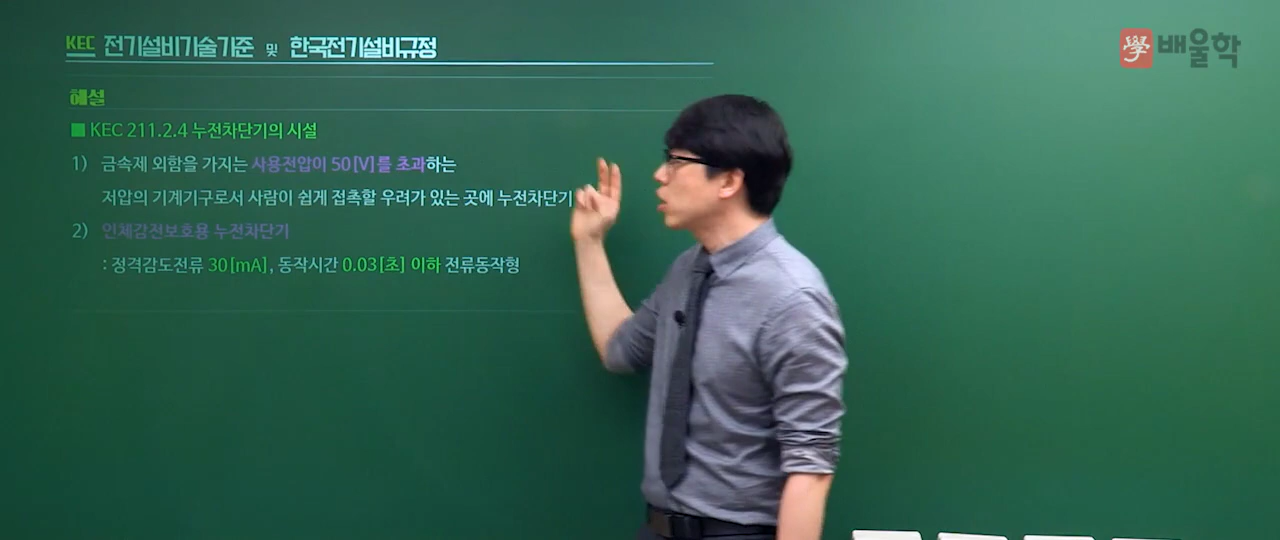 KEC 전기설비기술기준 및 한국전기설비규정
學 배울학
해설
■ KEC 211.2.4 누전차단기의 시설
1) 금속제 외함을 가지는 사용전압이 50[V]를 초과하는
저압의 기계기구로서 사람이 쉽게 접촉할 우려가 있는 곳에 누전차단기
2) 인체감전보호용 누전차단기
: 정격감도전류 30[mA], 동작시간 0.03[초] 이하 전류동작형